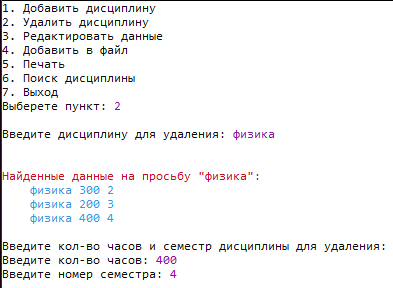 1. Добавить дисциплину
2. Удалить дисциплину
3. Редактировать данные
4. Добавить в файл
5. Печать
6. Поиск дисциплины
7. Выход
Выберете пункт: 2
Введите дисциплину для удаления: физика
Найденные данные на просьбу "физика":
физика 300 2
физика 200 3
физика 400 4
Введите кол-во часов и семестр дисциплины для удаления:
Введите кол-во часов: 400
Введите номер семестра: 4